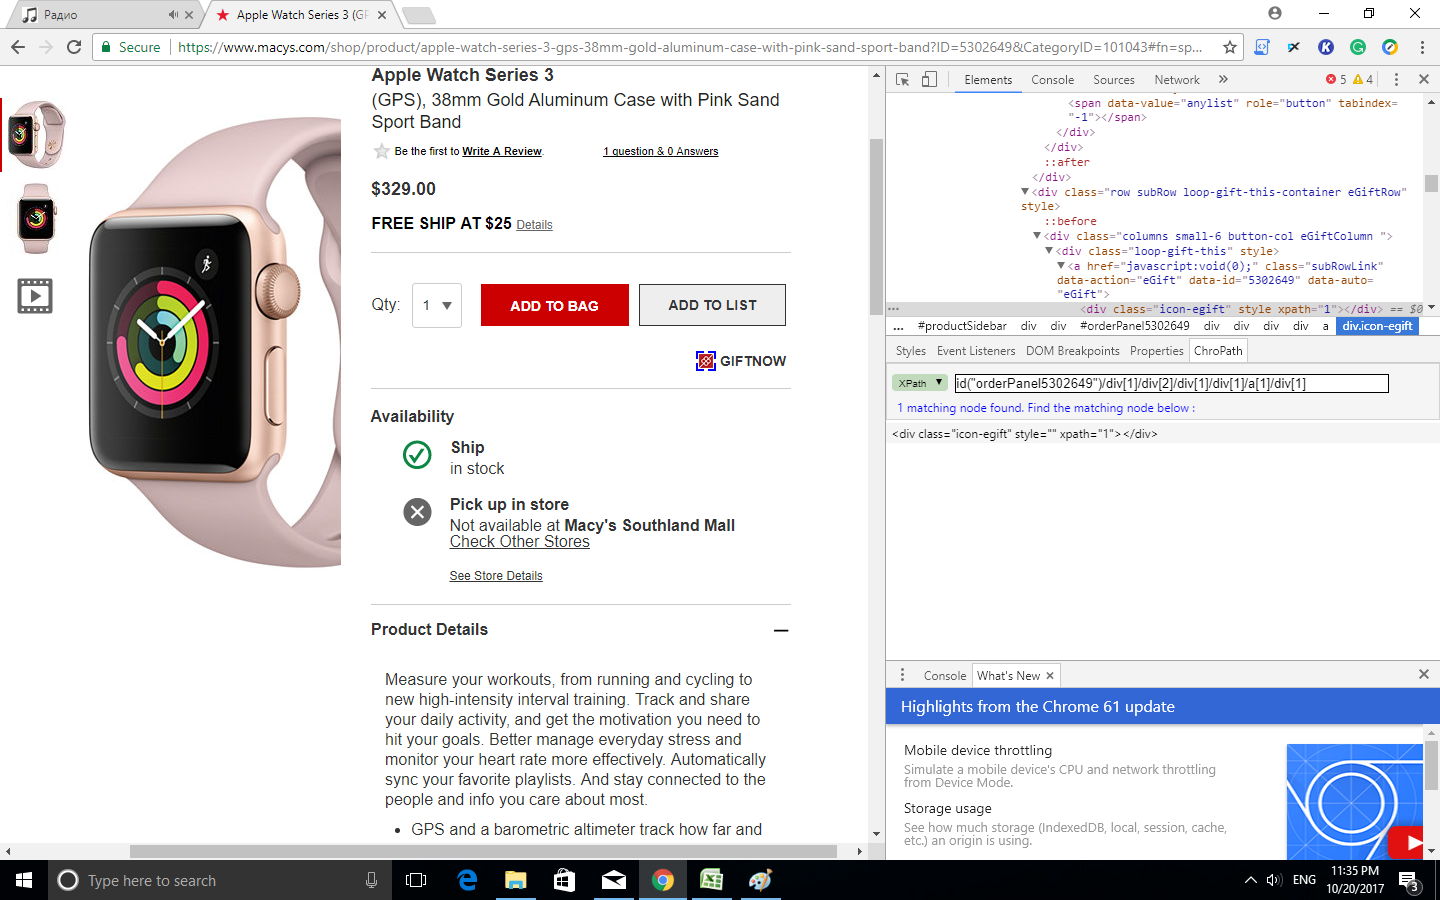 Радио
Apple Watch Series 3 (GP
Secure
https://www.macys.com/shop/product/apple-watch-series-3-gps-38mm-gold-aluminum-case-with-pink-sand-sport-band?ID=5302649&CategoryID=101043#fn=sp...
Apple Watch Series 3
(GPS), 38mm Gold Aluminum Case with Pink Sand
Sport Band
Be the first to Write A Review.
1 question & 0 Answers
$329.00
FREE SHIP AT $25 Details
Qty: 1
ADD TO BAG
ADD TO LIST
GIFTNOW
Availability
Ship
in stock
Pick up in store
Not available at Macy's Southland Mall
Check Other Stores
See Store Details
Product Details
Measure your workouts, from running and cycling to
new high-intensity interval training. Track and share
your daily activity, and get the motivation you need to
hit your goals. Better manage everyday stress and
monitor your heart rate more effectively. Automatically
sync your favorite playlists. And stay connected to the
people and info you care about most.
• GPS and a barometric altimeter track how far and
Elements Console Sources Network » 5 4
<span data-value="anylist" role="button" tabindex=
"-1"></span>
</div>
</div>
::after
</div>
<div class="row subRow loop-gift-this-container eGiftRow"
style>
::before
<div class="columns small-6 button-col eGiftColumn ">
<div class="loop-gift-this" style>
<a href="javascript:void(0);" class="subRowLink"
data-action="eGift" data-id="5302649" data-auto=
"eGift">
<div class="icon-egift" style xpath="1"></div> == $0
... #productSidebar div div #orderPanel5302649 div div div div a div.icon-egift
Styles Event Listeners DOM Breakpoints Properties ChroPath
XPath id("orderPanel5302649")/div[1]/div[2]/div[1]/div[1]/a[1]/div[1]
1 matching node found. Find the matching node below :
<div class="icon-egift" style="" xpath="1"></div>
Console What's New
Highlights from the Chrome 61 update
Mobile device throttling
Simulate a mobile device's CPU and network throttling
from Device Mode.
Storage usage
See how much storage (IndexedDB, local, session, cache,
etc.) an origin is using.
Type here to search
ENG
11:35 PM
10/20/2017
3